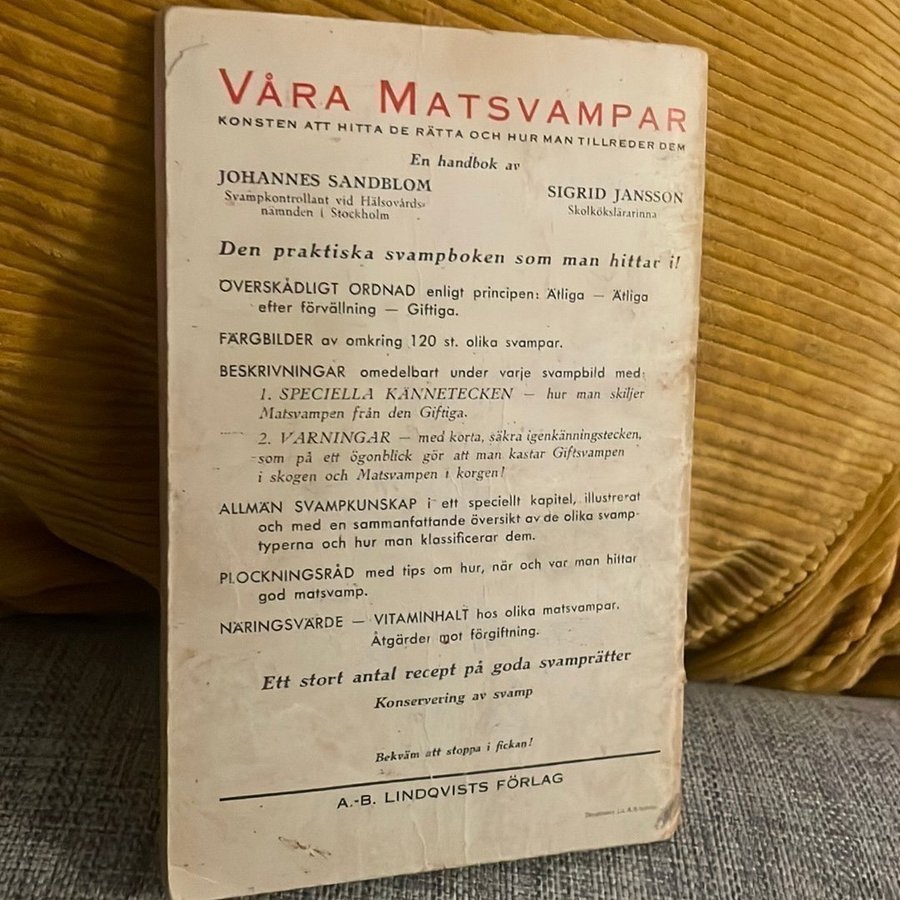 VÅRA MATSVAMPAR
KONSTEN ATT HITTA DE RÄTTA OCH HUR MAN TILLREDER DEM
En handbok av
JOHANNES SANDBLOM
Svampkontrollant vid Hälsovårds-
nämnden i Stockholm
SIGRID JANSSON
Skolkökslärarinna
Den praktiska svampboken som man hittar i!
ÖVERSKÅDLIGT ORDNAD enligt principen: Ätliga — Ätliga
efter förvällning — Giftiga.
FÄRGBILDER av omkring 120 st. olika svampar.
BESKRIVNINGAR omedelbart under varje svampbild med:
1. SPECIELLA KÄNNETECKEN — hur man skiljer
Matsvampen från den Giftiga.
2. VARNINGAR — med korta, säkra igenkänningstecken,
som på ett ögonblick gör att man kastar Giftsvampen
i skogen och Matsvampen i korgen!
ALLMÄN SVAMPKUNSKAP i ett speciellt kapitel, illustrerat
och med en sammanfattande översikt av de olika svamp-
typerna och hur man klassificerar dem.
PLOCKNINGSRÅD med tips om hur, när och var man hittar
god matsvamp.
NÄRINGSVÄRDE — VITAMINHALT hos olika matsvampar.
Åtgärder mot förgiftning.
Ett stort antal recept på goda svamprätter
Konservering av svamp
Bekväm att stoppa i fickan!
A.-B. LINDQVISTS FÖRLAG